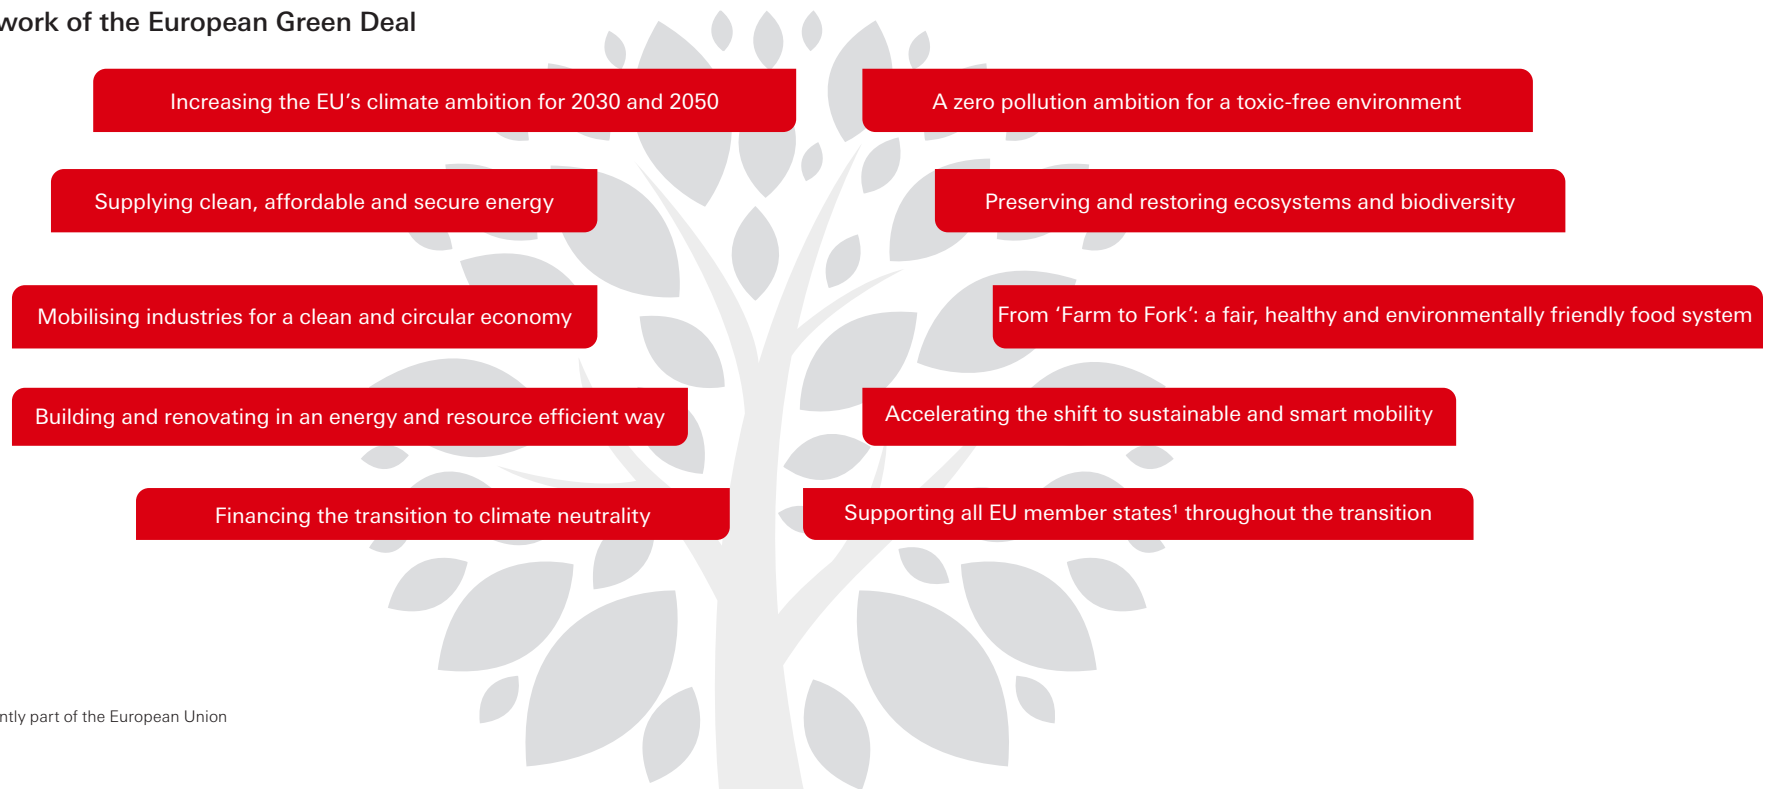 work of the European Green Deal
Increasing the EU's climate ambition for 2030 and 2050
A zero pollution ambition for a toxic-free environment
Supplying clean, affordable and secure energy
Preserving and restoring ecosystems and biodiversity
Mobilising industries for a clean and circular economy
From ‘Farm to Fork’: a fair, healthy and environmentally friendly food system
Building and renovating in an energy and resource efficient way
Accelerating the shift to sustainable and smart mobility
Financing the transition to climate neutrality
Supporting all EU member states¹ throughout the transition
ntly part of the European Union